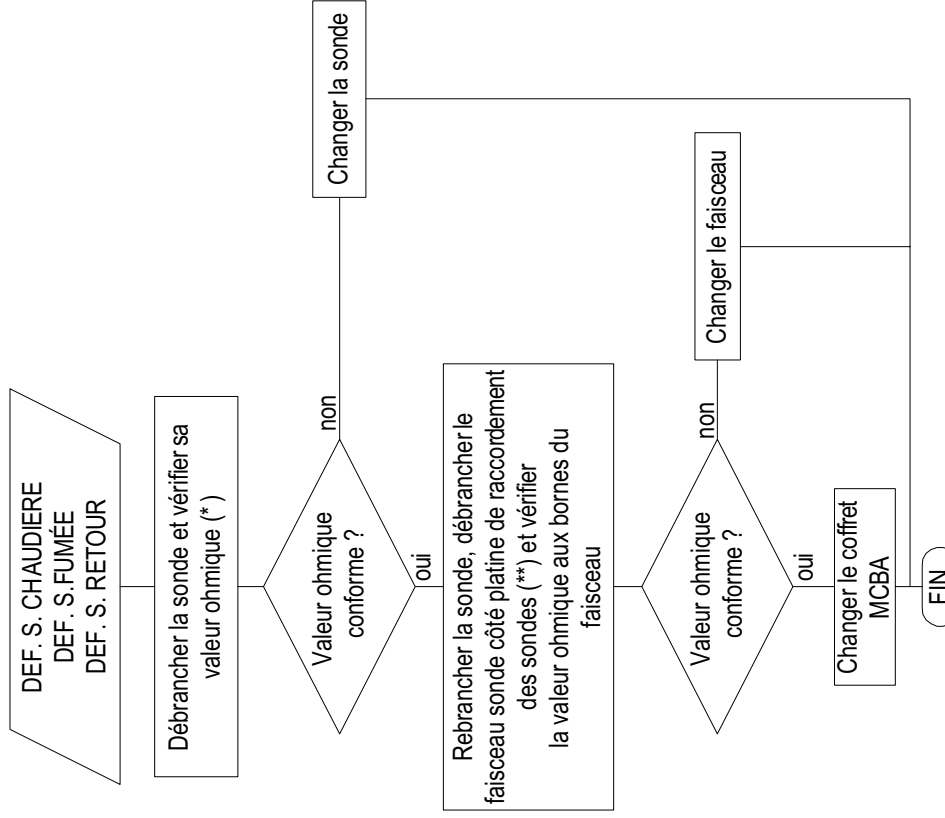 DEF. S. CHAUDIERE
DEF. S.FUMÉE
DEF. S. RETOUR
Débrancher la sonde et vérifier sa
valeur ohmique (* )
Valeur ohmique
conforme ?
non
Changer la sonde
oui
Rebrancher la sonde, débrancher le
faisceau sonde côté platine de raccordement
des sondes (**) et vérifier
la valeur ohmique aux bornes du
faisceau
Valeur ohmique
conforme ?
non
Changer le faisceau
oui
Changer le coffret
MCBA
FIN